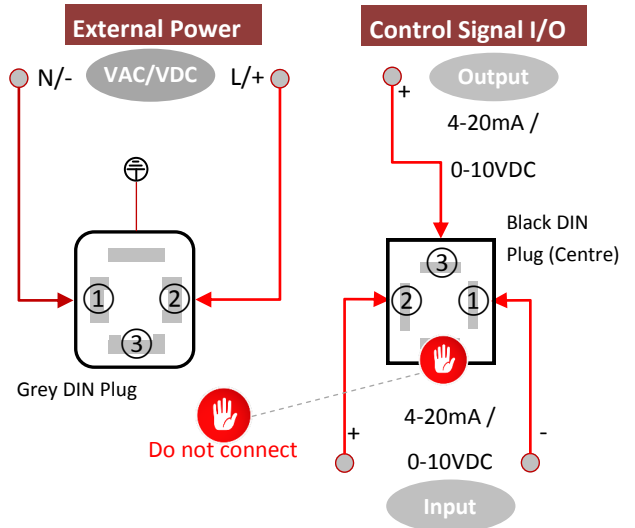 External Power
N/-
VAC/VDC
L/+
1
2
3
Grey DIN Plug
Control Signal I/O
Output
+
4-20mA /
0-10VDC
Black DIN
Plug (Centre)
3
2
1
Do not connect
+
4-20mA /
-
0-10VDC
Input